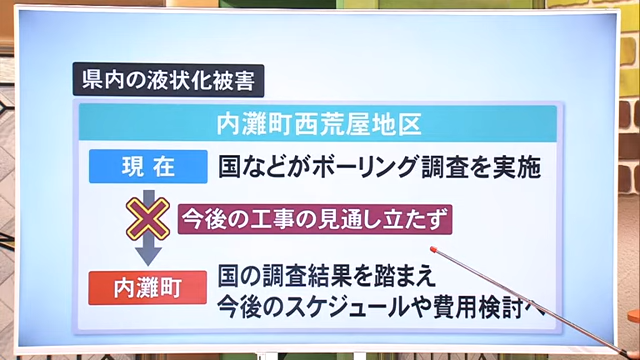 県内の液状化被害
内灘町西荒屋地区
現在
国などがボーリング調査を実施
今後の工事の見通し立たず
内灘町
国の調査結果を踏まえ
今後のスケジュールや費用検討へ